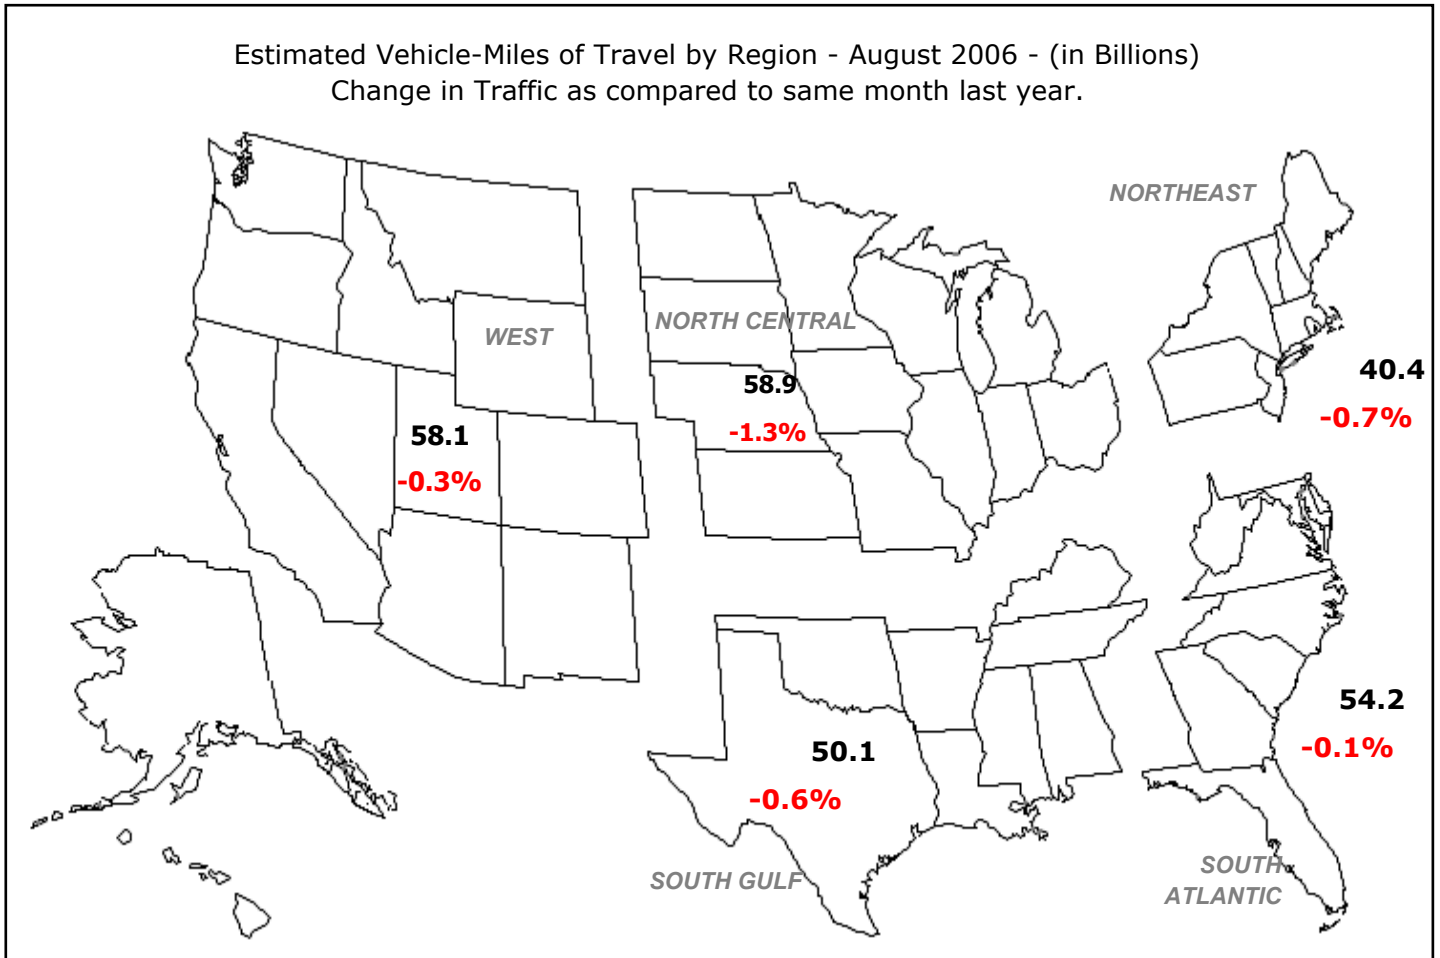 Estimated Vehicle-Miles of Travel by Region - August 2006 - (in Billions)
Change in Traffic as compared to same month last year.
NORTHEAST
40.4
-0.7%
WEST
58.1
-0.3%
NORTH CENTRAL
58.9
-1.3%
54.2
-0.1%
SOUTH
ATLANTIC
50.1
-0.6%
SOUTH GULF